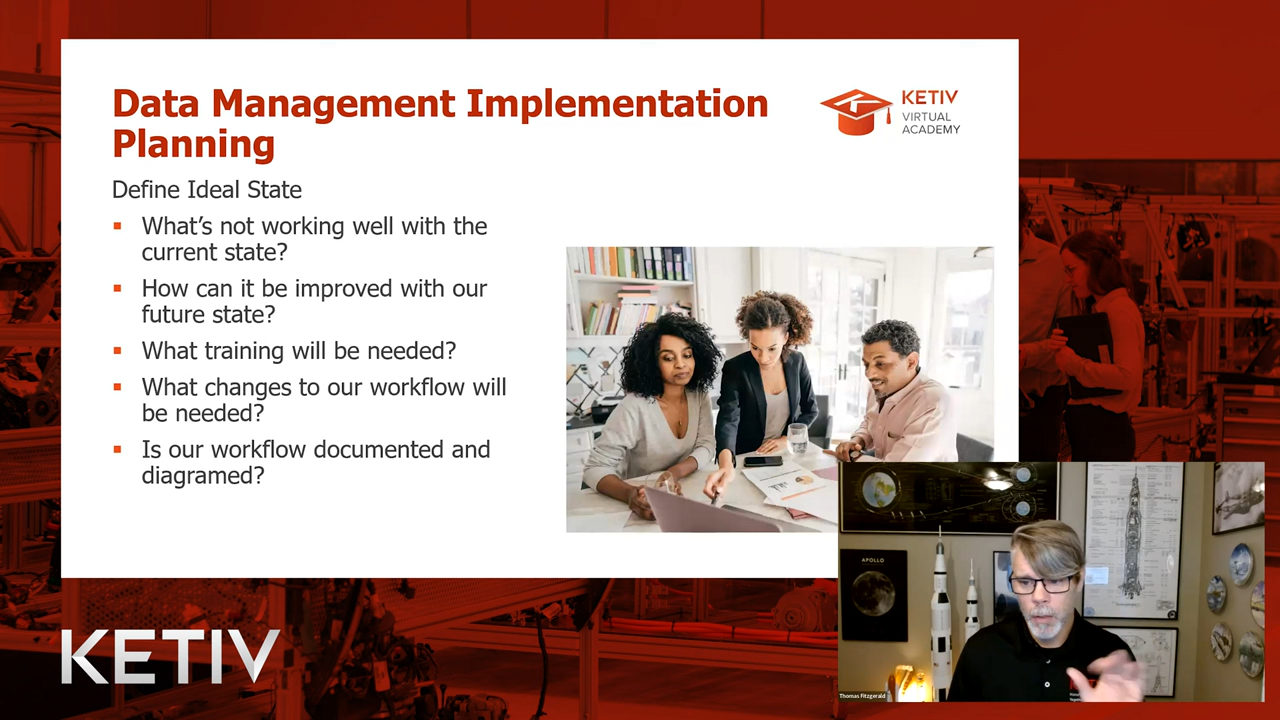 Data Management Implementation
Planning
KETIV
VIRTUAL
ACADEMY
Define Ideal State
▪ What’s not working well with the
current state?
▪ How can it be improved with our
future state?
▪ What training will be needed?
▪ What changes to our workflow will
be needed?
▪ Is our workflow documented and
diagramed?
APOLLO
Thomas Fitzgerald
KETIV